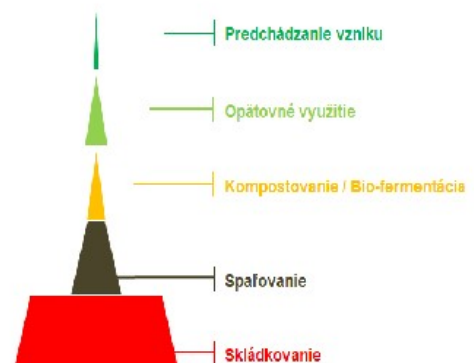 Predchádzanie vzniku
Opätovné využitie
Kompostovanie / Bio-fermentácia
Spaľovanie
Skládkovanie